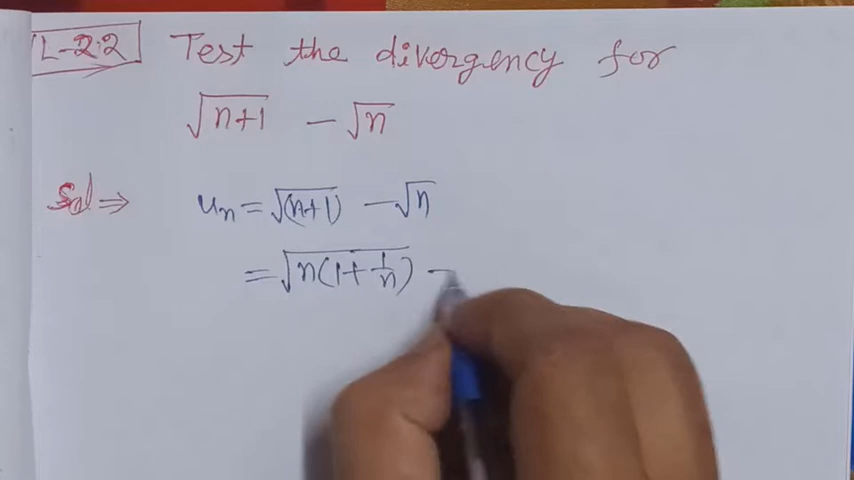 L-2.2 Test the divergency for
√n+1 - √n
Sol ⇒ uₙ = √(n+1) - √n
= √n(1+1/n) -